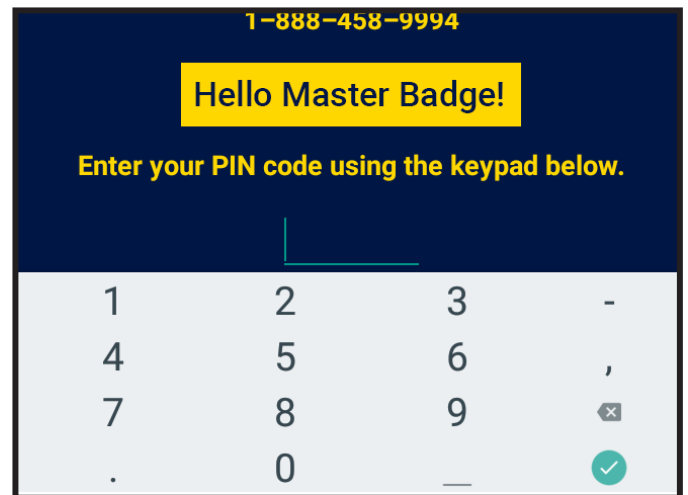 1-888-458-9994
Hello Master Badge!
Enter your PIN code using the keypad below.
1 2 3 -
4 5 6 ,
7 8 9
. 0 _